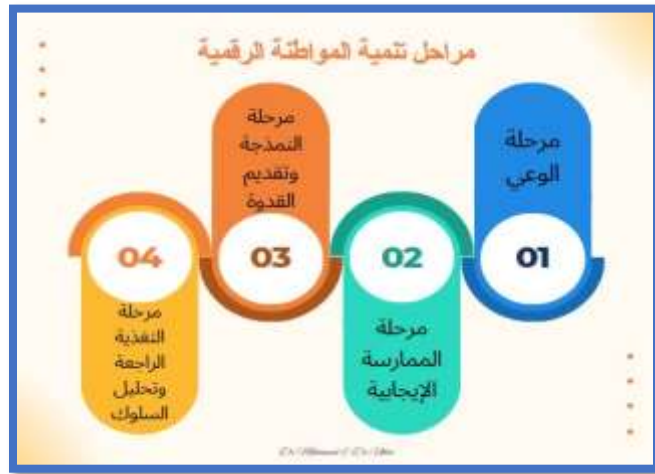 مراحل تنمية المواطنة الرقمية
مرحلة
الوعي
01
02
مرحلة
الممارسة
الإيجابية
مرحلة
النمذجة
وتقديم
القدوة
03
04
مرحلة
التغذية
الراجعة
وتحليل
السلوك